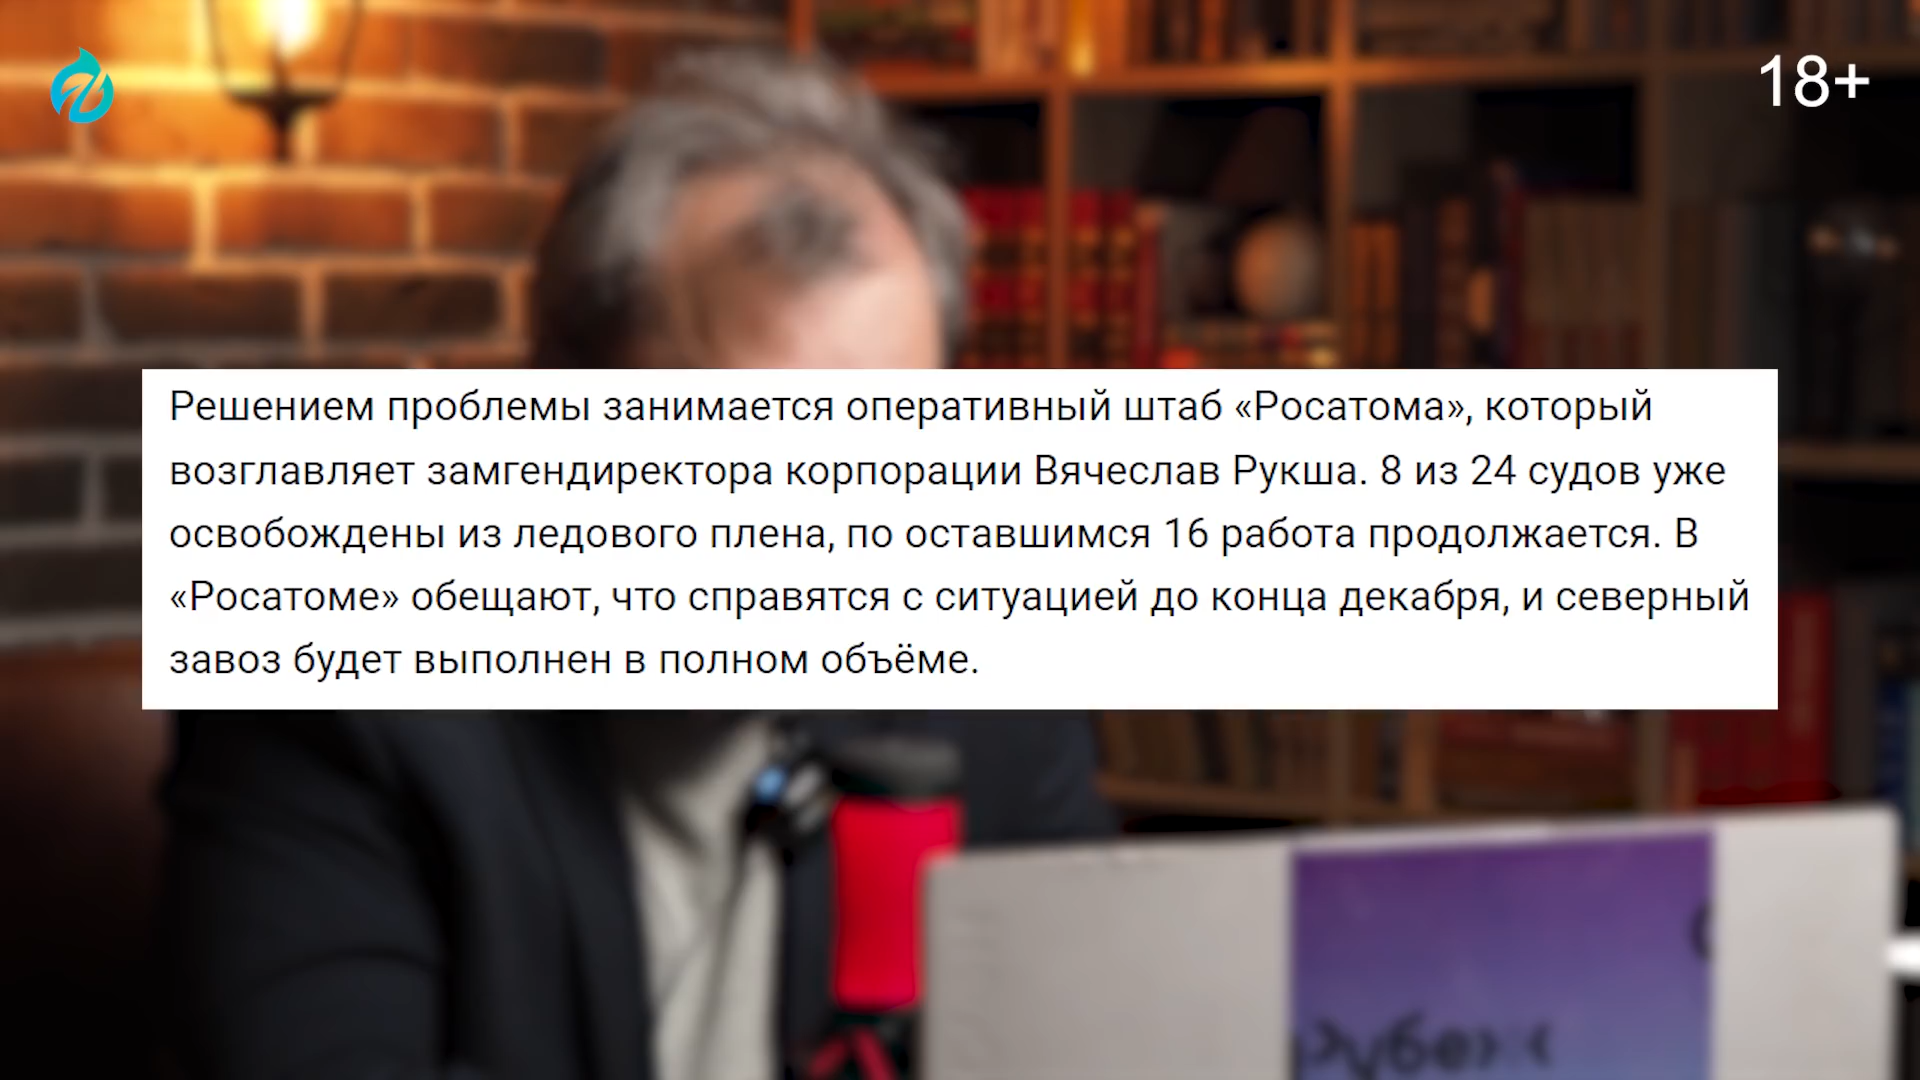 18+
Решением проблемы занимается оперативный штаб «Росатома», который
возглавляет замгендиректора корпорации Вячеслав Рукша. 8 из 24 судов уже
освобождены из ледового плена, по оставшимся 16 работа продолжается. В
«Росатоме» обещают, что справятся с ситуацией до конца декабря, и северный
завоз будет выполнен в полном объёме.